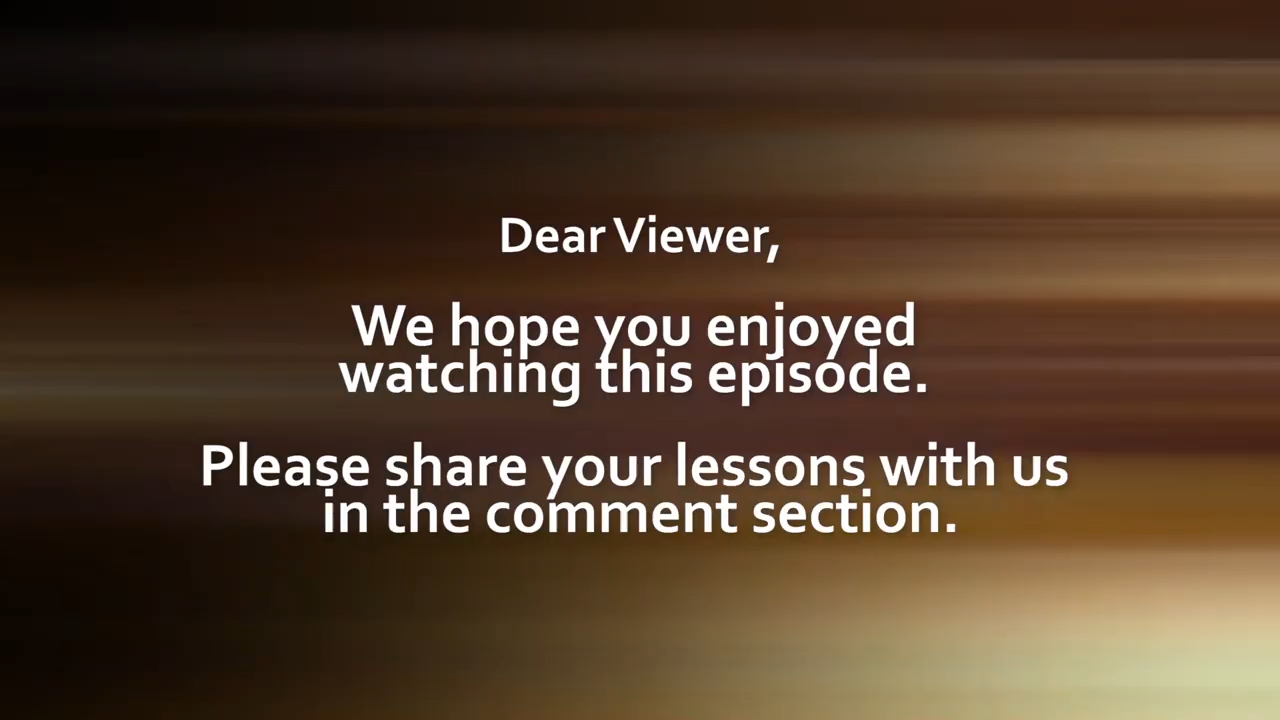 Dear Viewer,
We hope you enjoyed
watching this episode.
Please share your lessons with us
in the comment section.